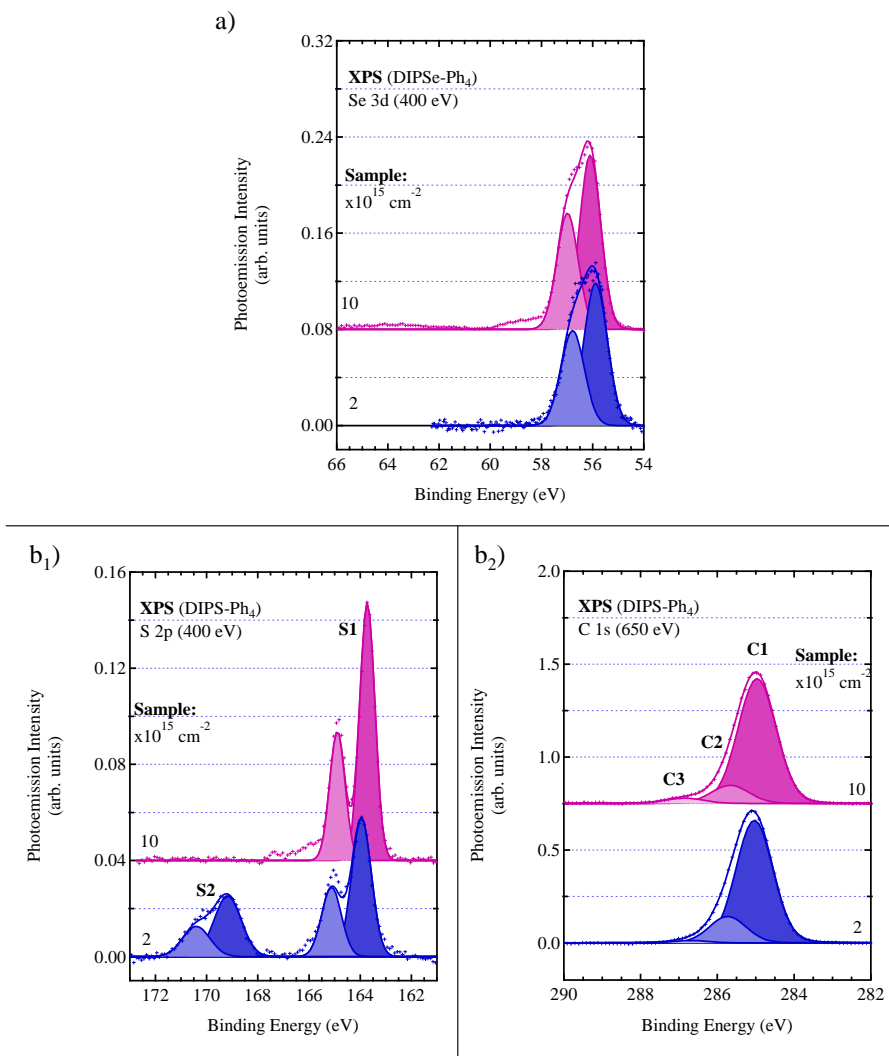 a)
0.32
XPS (DIPSe-Ph4)
Se 3d (400 eV)
0.24
Sample:
x10^15 cm^-2
0.16
10
0.08
2
0.00
Photoemission Intensity
(arb. units)
66 64 62 60 58 56 54
Binding Energy (eV)
b1)
0.16
XPS (DIPS-Ph4)
S 2p (400 eV)
S1
0.12
Sample:
x10^15 cm^-2
0.08
10
0.04
S2
2
0.00
Photoemission Intensity
(arb. units)
172 170 168 166 164 162
Binding Energy (eV)
b2)
2.0
XPS (DIPS-Ph4)
C 1s (650 eV)
C1
Sample:
x10^15 cm^-2
1.5
C2
C3
1.0
10
0.5
2
0.0
Photoemission Intensity
(arb. units)
290 288 286 284 282
Binding Energy (eV)